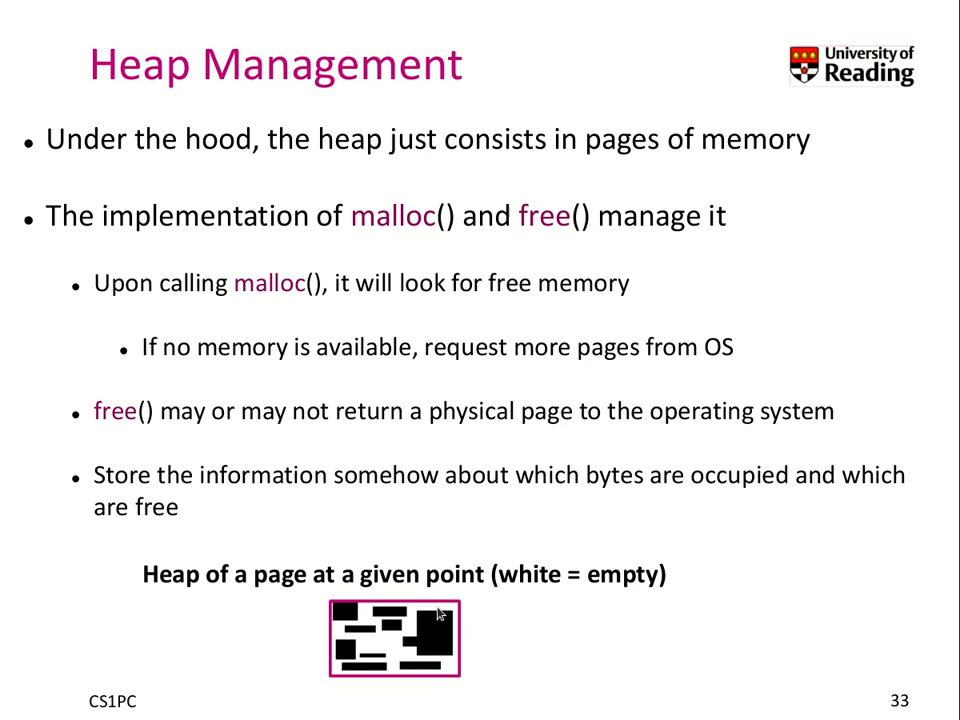 Heap Management
University of
Reading
Under the hood, the heap just consists in pages of memory
The implementation of malloc() and free() manage it
Upon calling malloc(), it will look for free memory
If no memory is available, request more pages from OS
free() may or may not return a physical page to the operating system
Store the information somehow about which bytes are occupied and which
are free
Heap of a page at a given point (white = empty)
CS1PC
33